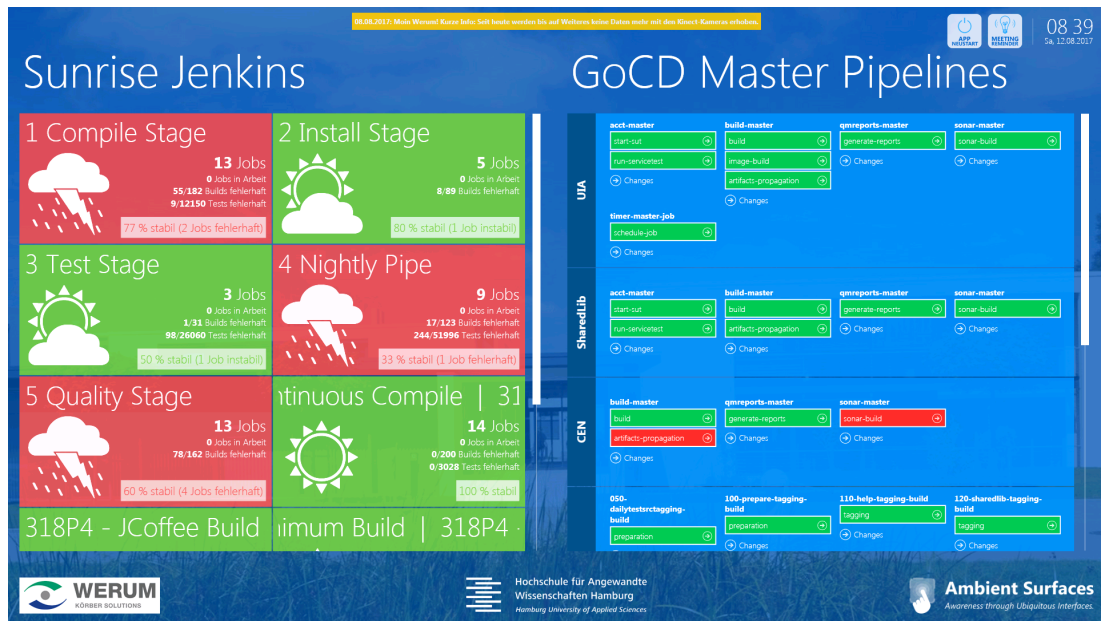 08.08.2017: Moin Werum! Kurze Info: Seit heute werden bis auf Weiteres keine Daten mehr mit den Kinect-Kameras erhoben.
APP
NEUSTART
MEETING
REMINDER
08 39
Sa, 12.08.2017
Sunrise Jenkins
1 Compile Stage
13 Jobs
0 Jobs in Arbeit
55/182 Builds fehlerhaft
9/12150 Tests fehlerhaft
77 % stabil (2 Jobs fehlerhaft)
2 Install Stage
5 Jobs
0 Jobs in Arbeit
8/89 Builds fehlerhaft
80 % stabil (1 Job instabil)
3 Test Stage
3 Jobs
0 Jobs in Arbeit
1/31 Builds fehlerhaft
98/26060 Tests fehlerhaft
50 % stabil (1 Job instabil)
4 Nightly Pipe
9 Jobs
0 Jobs in Arbeit
17/123 Builds fehlerhaft
244/51996 Tests fehlerhaft
33 % stabil (1 Job fehlerhaft)
5 Quality Stage
13 Jobs
0 Jobs in Arbeit
78/162 Builds fehlerhaft
60 % stabil (4 Jobs fehlerhaft)
ntinuous Compile | 31
14 Jobs
0 Jobs in Arbeit
0/200 Builds fehlerhaft
0/3028 Tests fehlerhaft
100 % stabil
318P4 - JCoffee Build
imum Build | 318P4 -
GoCD Master Pipelines
UIA
acct-master
start-sut
run-servicetest
Changes
build-master
build
image-build
artifacts-propagation
Changes
qmreports-master
generate-reports
Changes
sonar-master
sonar-build
Changes
timer-master-job
schedule-job
Changes
SharedLib
acct-master
start-sut
run-servicetest
Changes
build-master
build
artifacts-propagation
Changes
qmreports-master
generate-reports
Changes
sonar-master
sonar-build
Changes
CEN
build-master
build
artifacts-propagation
Changes
qmreports-master
generate-reports
Changes
sonar-master
sonar-build
Changes
050-
dailytestsrctagging-
build
preparation
100-prepare-tagging-
build
preparation
Changes
110-help-tagging-build
tagging
Changes
120-sharedlib-tagging-
build
tagging
Changes
WERUM
KÖRBER SOLUTIONS
Hochschule für Angewandte
Wissenschaften Hamburg
Hamburg University of Applied Sciences
Ambient Surfaces
Awareness through Ubiquitous Interfaces.